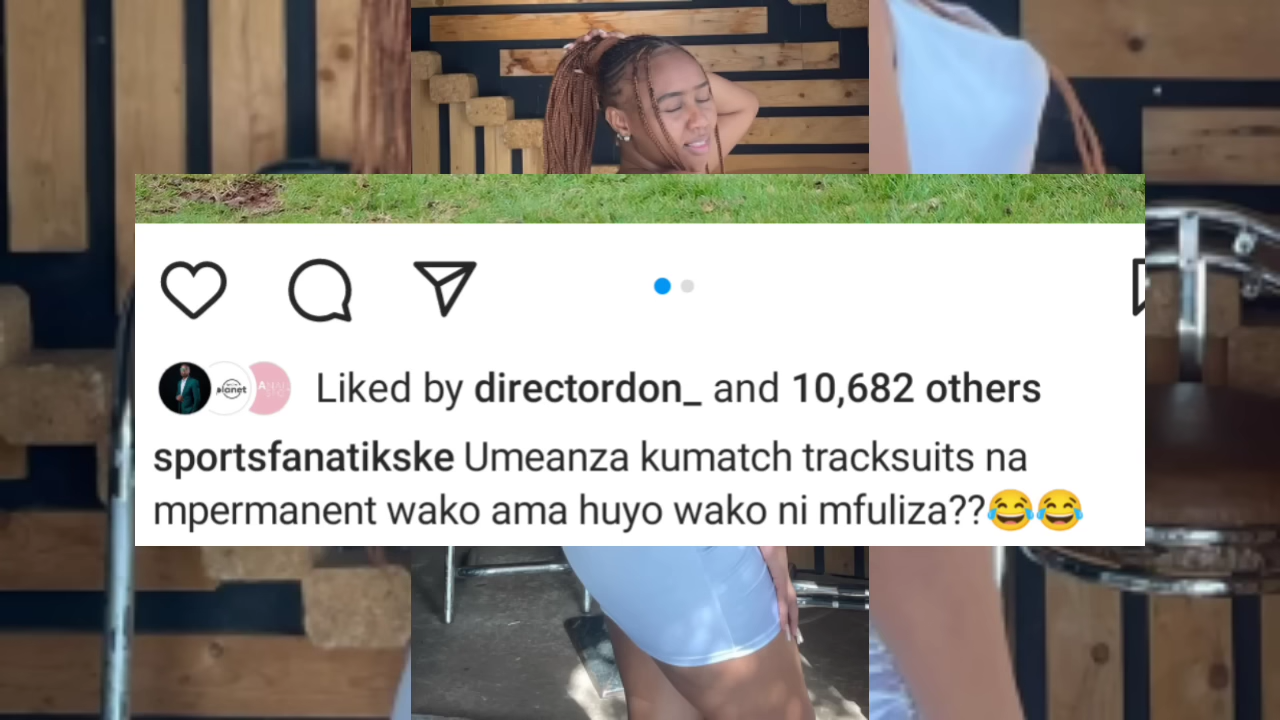 Liked by directordon_ and 10,682 others
sportsfanatikske Umeanza kumatch tracksuits na
mpermanent wako ama huyo wako ni mfuliza??😂😂